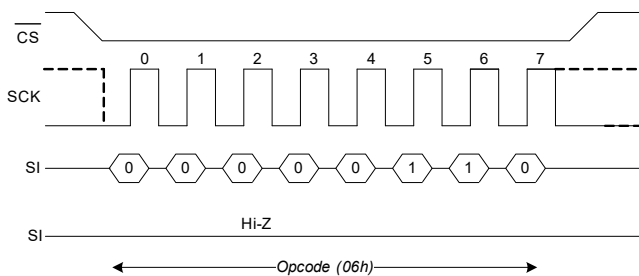 CS
0 1 2 3 4 5 6 7
SCK
SI 0 0 0 0 0 1 1 0
Hi-Z
SI
Opcode (06h)